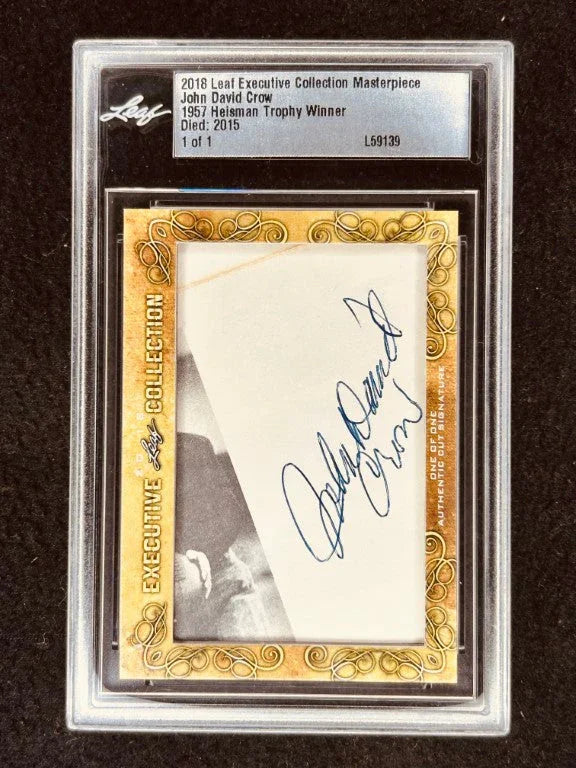 Leaf
2018 Leaf Executive Collection Masterpiece
John David Crow
1957 Heisman Trophy Winner
Died: 2015
1 of 1 L59139
EXECUTIVE COLLECTION
Leaf
John David
Crow
ONE OF ONE
AUTHENTIC CUT SIGNATURE